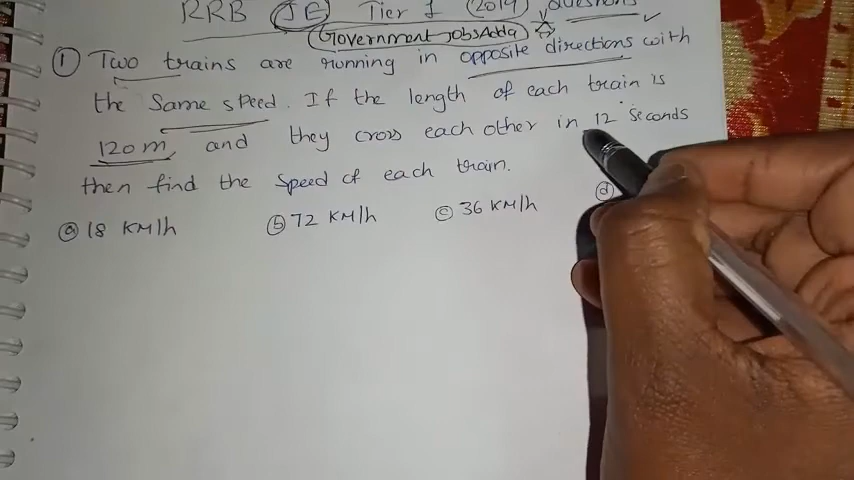 RRB JE Tier 1 (2019) Questions
Government JobsAdda
① Two trains are running in opposite directions with
the Same speed. If the length of each train is
120m, and they cross each other in 12 Seconds
then find the Speed of each train.
ⓐ 18 KM/h ⓑ 72 KM/h ⓒ 36 KM/h ⓓ